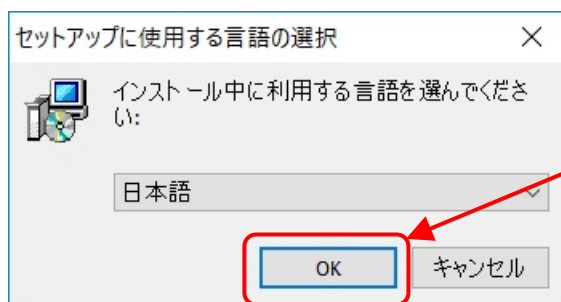 セットアップに使用する言語の選択
インストール中に利用する言語を選んでくださ
い:
日本語
OK
キャンセル